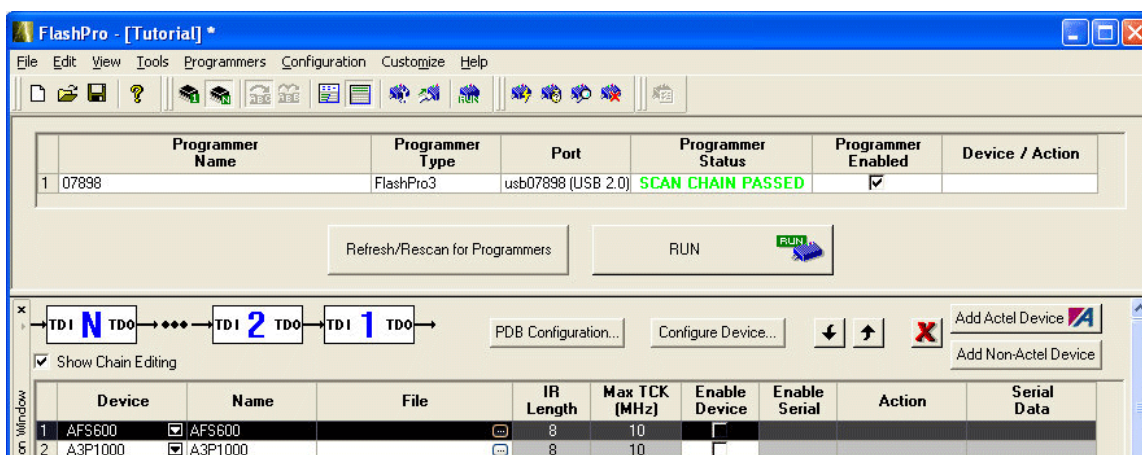 FlashPro - [Tutorial] *
File Edit View Tools Programmers Configuration Customize Help
Programmer Name Programmer Type Port Programmer Status Programmer Enabled Device / Action
1 07898 FlashPro3 usb07898 (USB 2.0) SCAN CHAIN PASSED
Refresh/Rescan for Programmers RUN RUN
TDI N TDO TDI 2 TDO TDI 1 TDO
PDB Configuration... Configure Device... Add Actel Device
Show Chain Editing Add Non-Actel Device
Device Name File IR Length Max TCK (MHz) Enable Device Enable Serial Action Serial Data
1 AFS600 AFS600 8 10
2 A3P1000 A3P1000 8 10